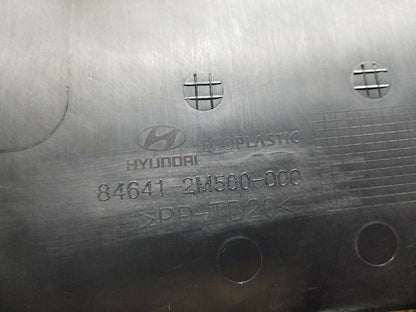 HYUNDAI ECOPLASTIC
84641-2M500-000
>PP-TD20<